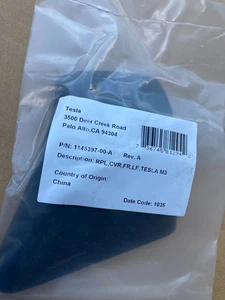 Tesla
3500 Deer Creek Road
Palo Alto,CA 94304
P/N: 1145397-00-A Rev. A
Description: RPL,CVR,FR,LF,TESLA M3
Country of Origin:
China
Date Code: 1035